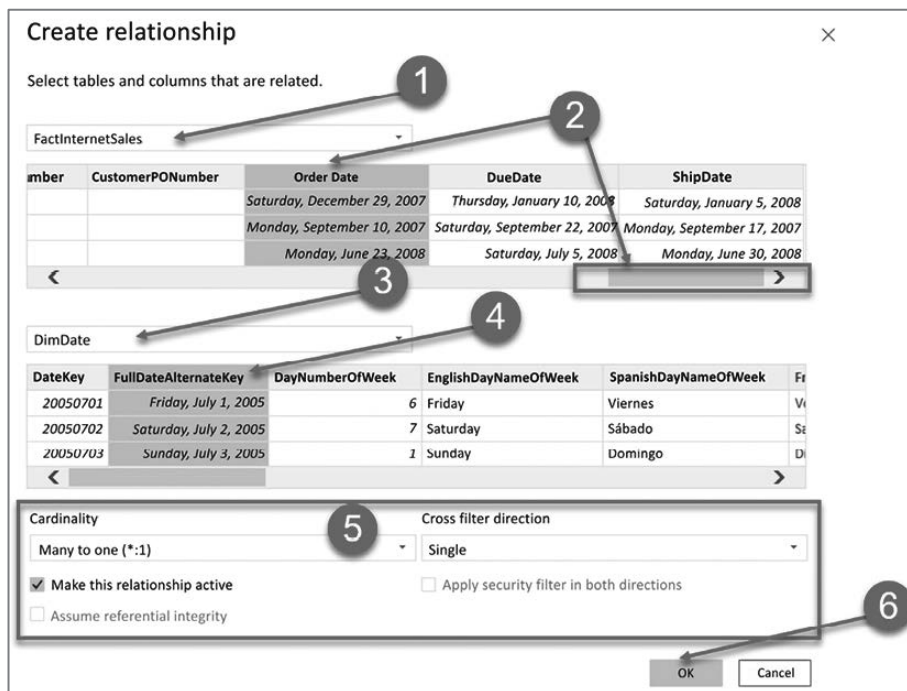 Create relationship
Select tables and columns that are related.
1
FactInternetSales
2
mber CustomerPONumber Order Date DueDate ShipDate
Saturday, December 29, 2007 Thursday, January 10, 2008 Saturday, January 5, 2008
Monday, September 10, 2007 Saturday, September 22, 2007 Monday, September 17, 2007
Monday, June 23, 2008 Saturday, July 5, 2008 Monday, June 30, 2008
3
DimDate
4
DateKey FullDateAlternateKey DayNumberOfWeek EnglishDayNameOfWeek SpanishDayNameOfWeek Fr
20050701 Friday, July 1, 2005 6 Friday Viernes
20050702 Saturday, July 2, 2005 7 Saturday Sábado
20050703 Sunday, July 3, 2005 1 Sunday Domingo
Cardinality 5 Cross filter direction
Many to one (*:1) Single
Make this relationship active Apply security filter in both directions
Assume referential integrity
6
OK Cancel